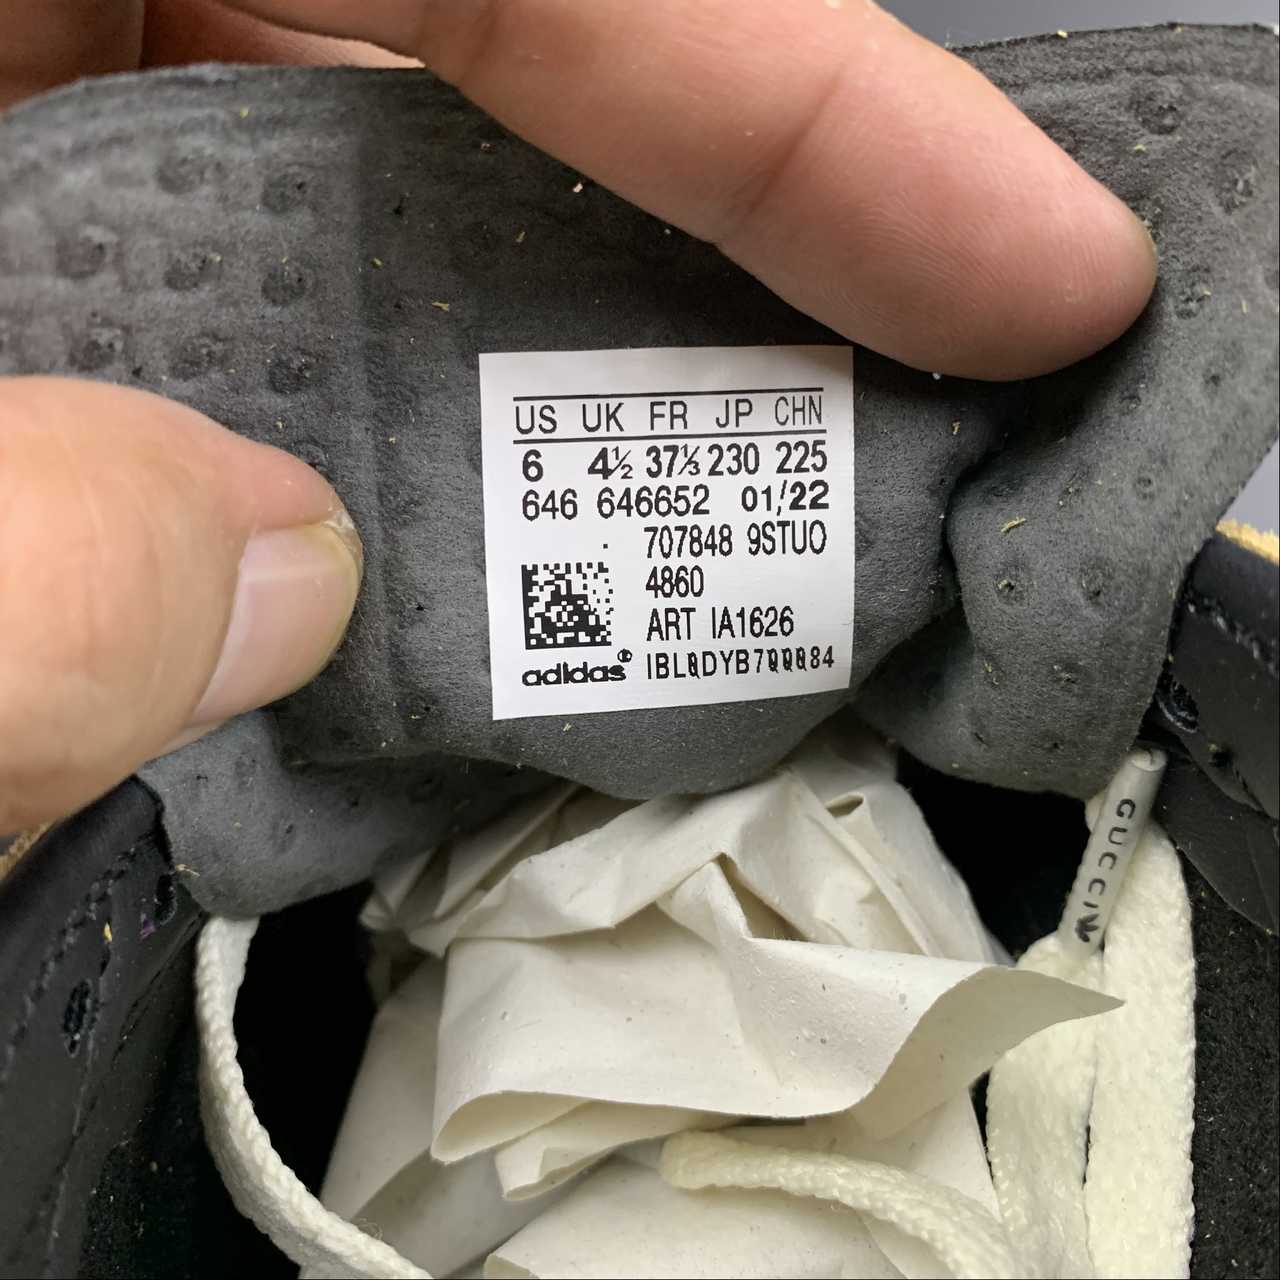 US UK FR JP CHN
6 4½ 37⅓ 230 225
646 646652 01/22
707848 9STUO
4860
ART IA1626
adidas® IBL0DYB700084
GUCCI